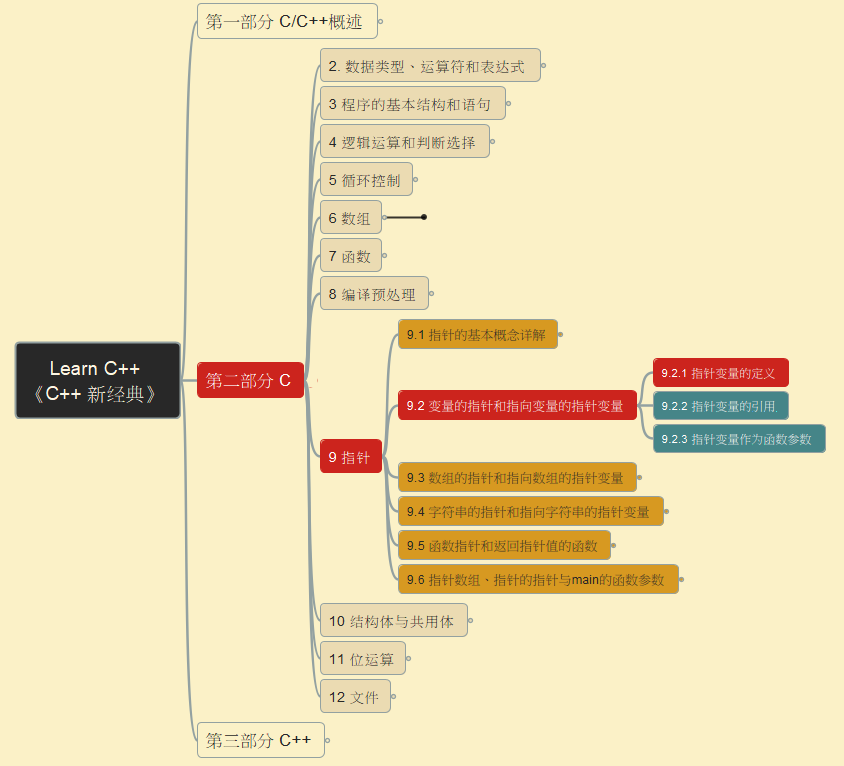 第一部分 C/C++概述
2. 数据类型、运算符和表达式
3 程序的基本结构和语句
4 逻辑运算和判断选择
5 循环控制
6 数组
7 函数
8 编译预处理
9.1 指针的基本概念详解
Learn C++
《C++ 新经典》
第二部分 C
9.2.1 指针变量的定义
9.2 变量的指针和指向变量的指针变量
9.2.2 指针变量的引用
9.2.3 指针变量作为函数参数
9 指针
9.3 数组的指针和指向数组的指针变量
9.4 字符串的指针和指向字符串的指针变量
9.5 函数指针和返回指针值的函数
9.6 指针数组、指针的指针与main的函数参数
10 结构体与共用体
11 位运算
12 文件
第三部分 C++